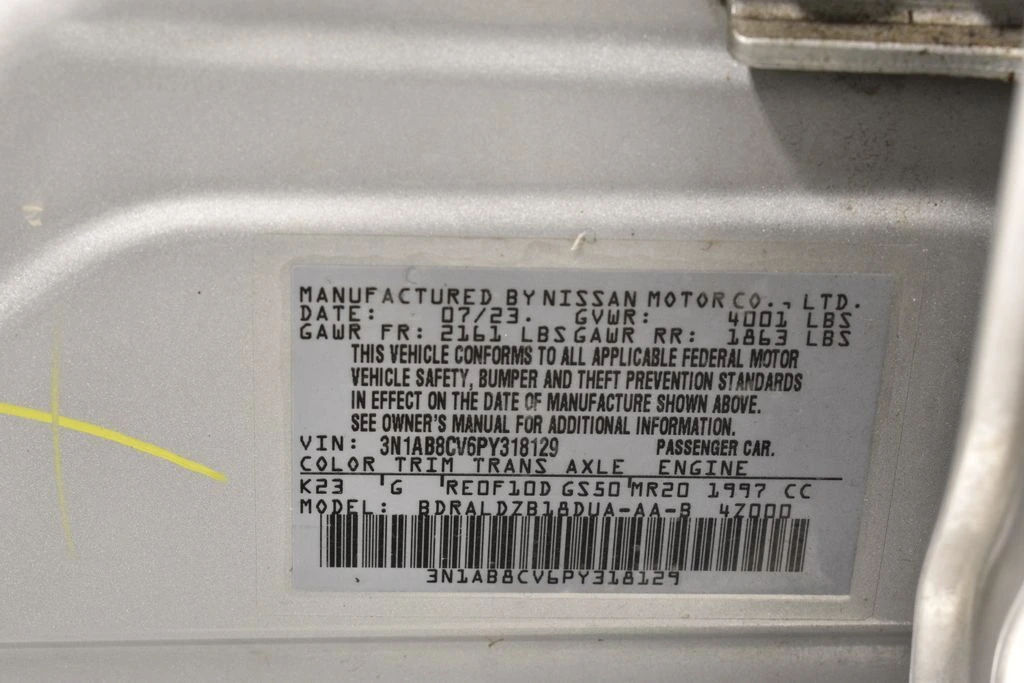 MANUFACTURED BY NISSAN MOTOR CO., LTD.
DATE: 07/23. GVWR: 4001 LBS
GAWR FR: 2161 LBS GAWR RR: 1863 LBS
THIS VEHICLE CONFORMS TO ALL APPLICABLE FEDERAL MOTOR
VEHICLE SAFETY, BUMPER AND THEFT PREVENTION STANDARDS
IN EFFECT ON THE DATE OF MANUFACTURE SHOWN ABOVE.
SEE OWNER'S MANUAL FOR ADDITIONAL INFORMATION.
VIN: 3N1AB8CV6PY318129 PASSENGER CAR.
COLOR TRIM TRANS AXLE ENGINE
K23 G RE0F10D GS50 MR20 1997 CC
MODEL: BDRALDZB18DUA-AA-B 4Z000
3N1AB8CV6PY318129